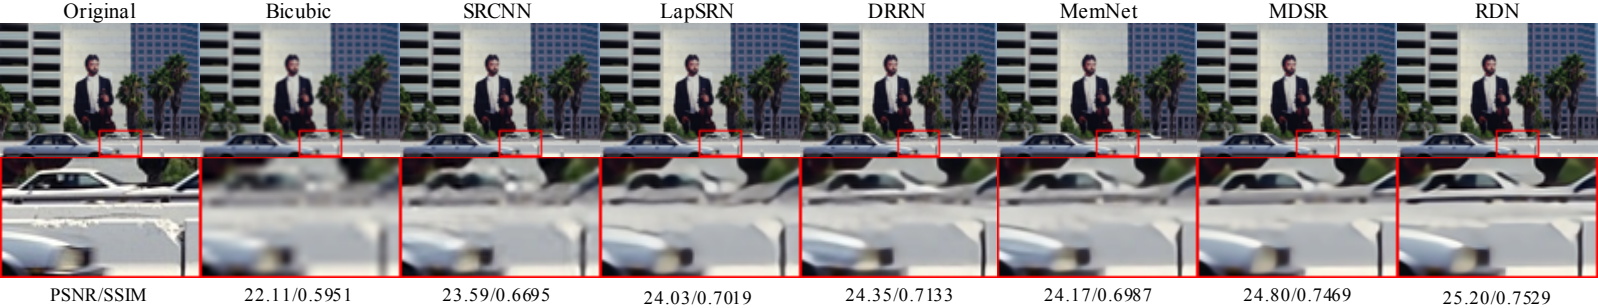 Original Bicubic SRCNN LapSRN DRRN MemNet MDSR RDN
PSNR/SSIM 22.11/0.5951 23.59/0.6695 24.03/0.7019 24.35/0.7133 24.17/0.6987 24.80/0.7469 25.20/0.7529